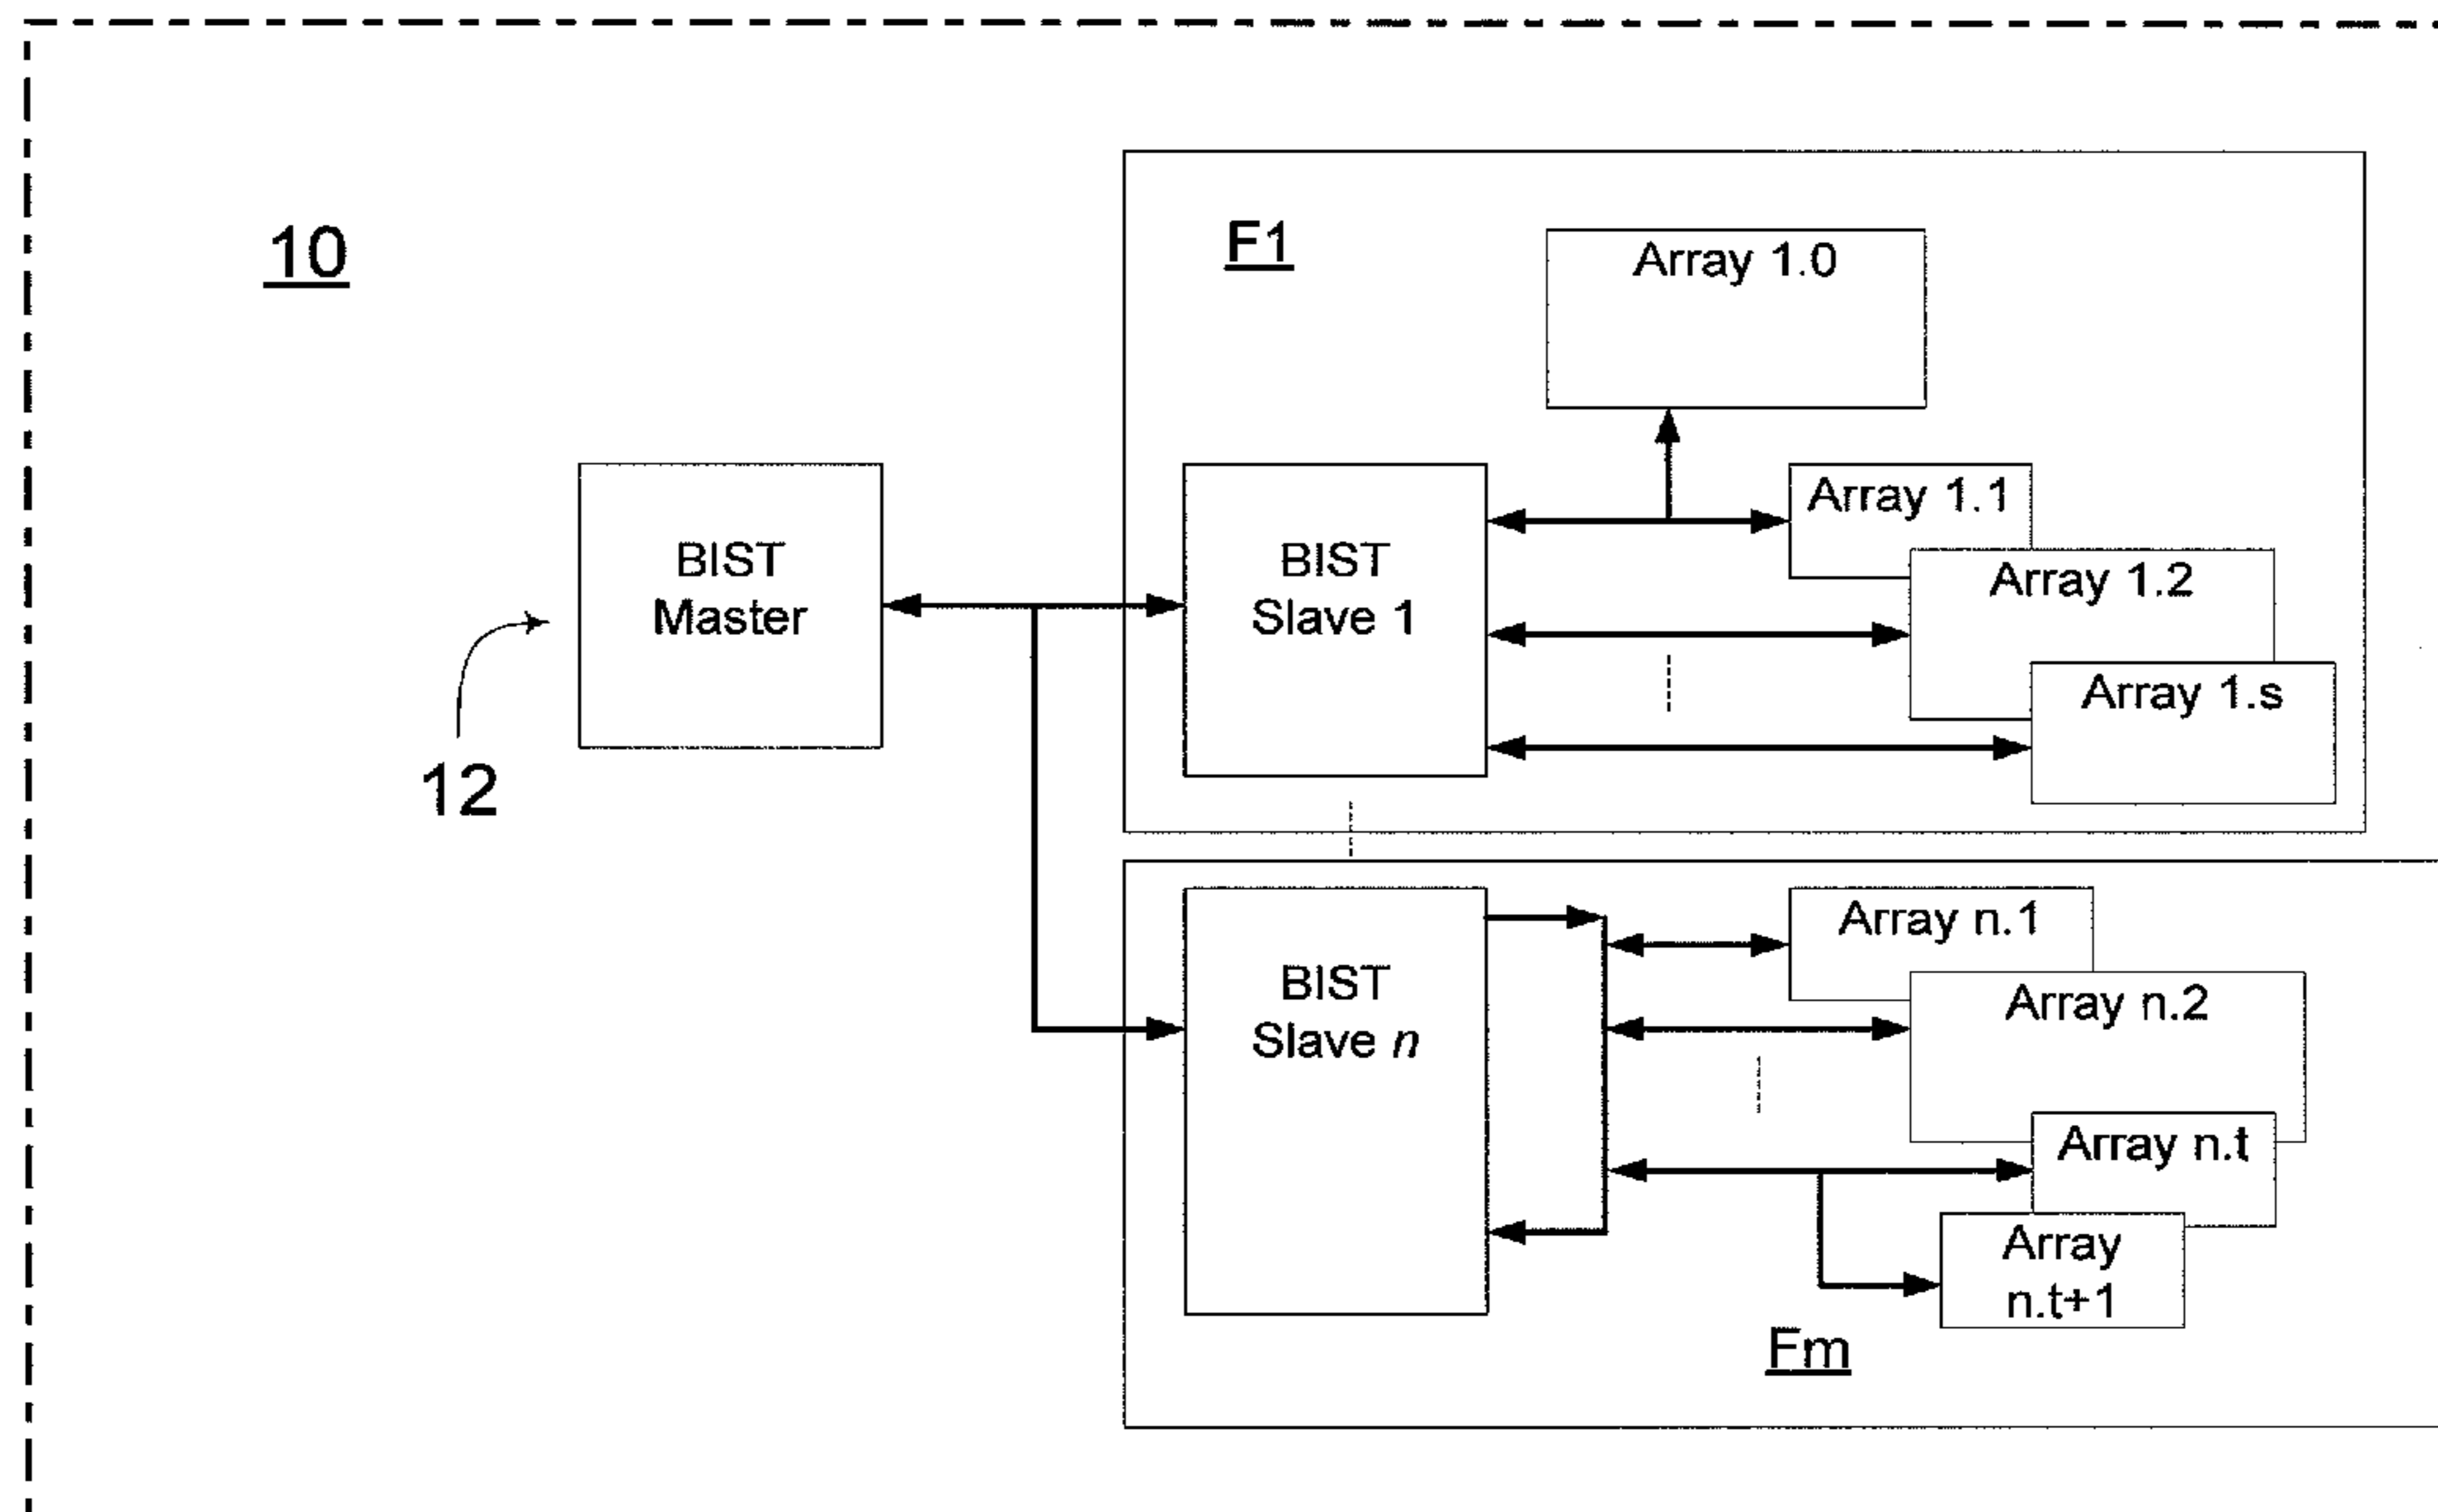 10
F1
Array 1.0
Array 1.1
Array 1.2
Array 1.s
BIST
Master
BIST
Slave 1
12
BIST
Slave n
Array n.1
Array n.2
Array n.t
Array
n.t+1
Fm